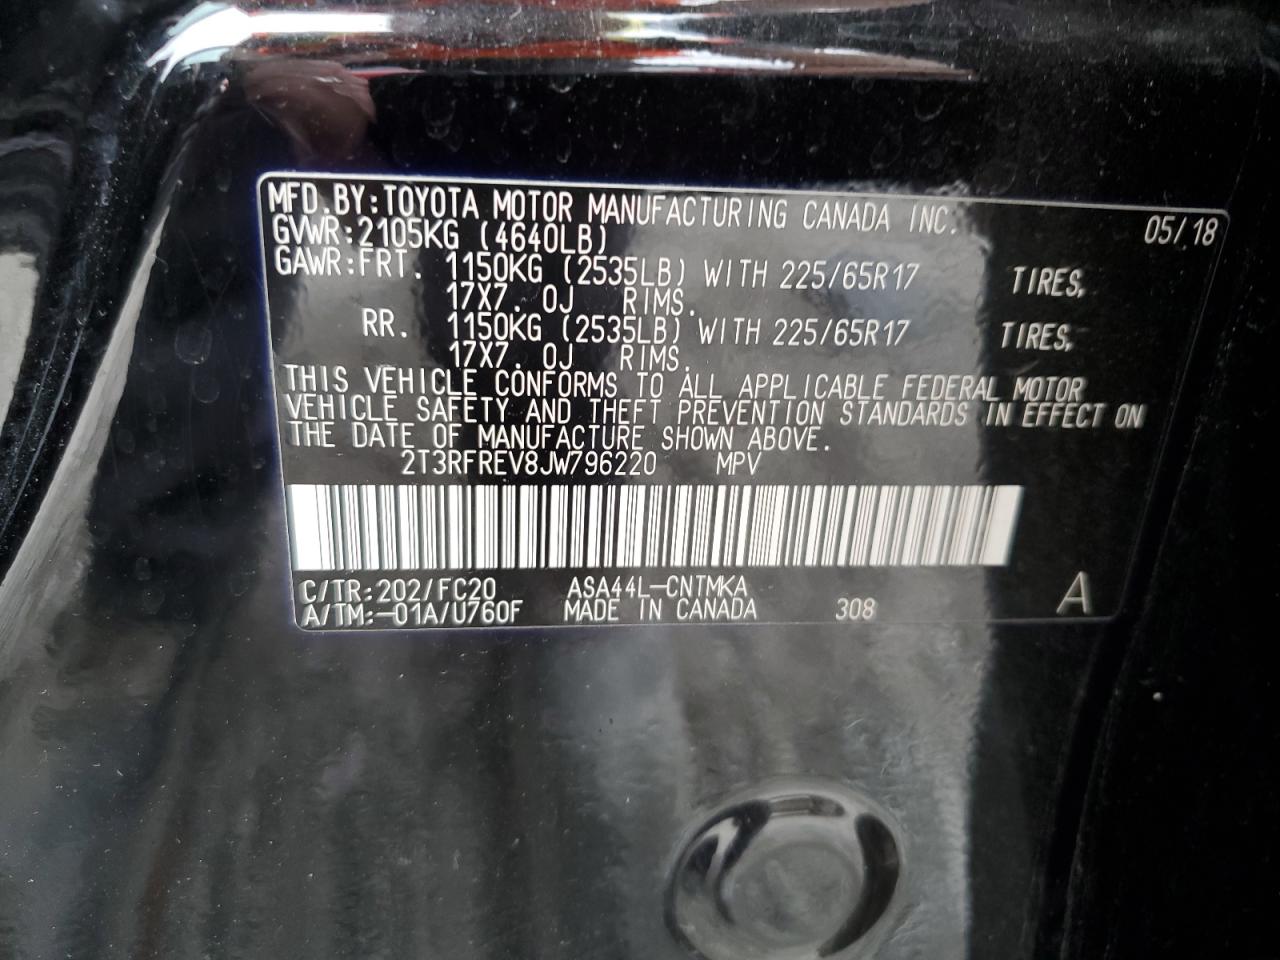 MFD.BY:TOYOTA MOTOR MANUFACTURING CANADA INC. 05/18
GVWR:2105KG (4640LB)
GAWR:FRT. 1150KG (2535LB) WITH 225/65R17 TIRES,
17X7.0J RIMS.
RR. 1150KG (2535LB) WITH 225/65R17 TIRES,
17X7.0J RIMS.
THIS VEHICLE CONFORMS TO ALL APPLICABLE FEDERAL MOTOR
VEHICLE SAFETY AND THEFT PREVENTION STANDARDS IN EFFECT ON
THE DATE OF MANUFACTURE SHOWN ABOVE.
2T3RFREV8JW796220 MPV
C/TR:202/FC20 ASA44L-CNTMKA
A/TM:-01A/U760F MADE IN CANADA 308 A